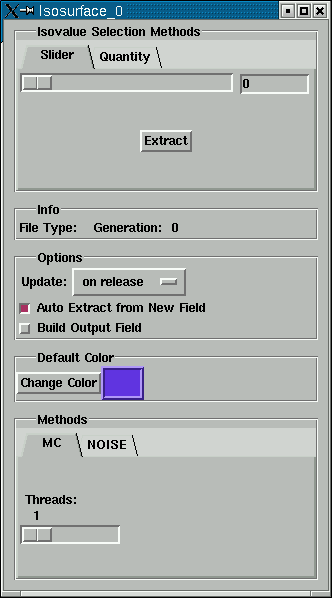 Isosurface_0
Isovalue Selection Methods
Slider Quantity
0
Extract
Info
File Type: Generation: 0
Options
Update: on release
Auto Extract from New Field
Build Output Field
Default Color
Change Color
Methods
MC NOISE
Threads:
1